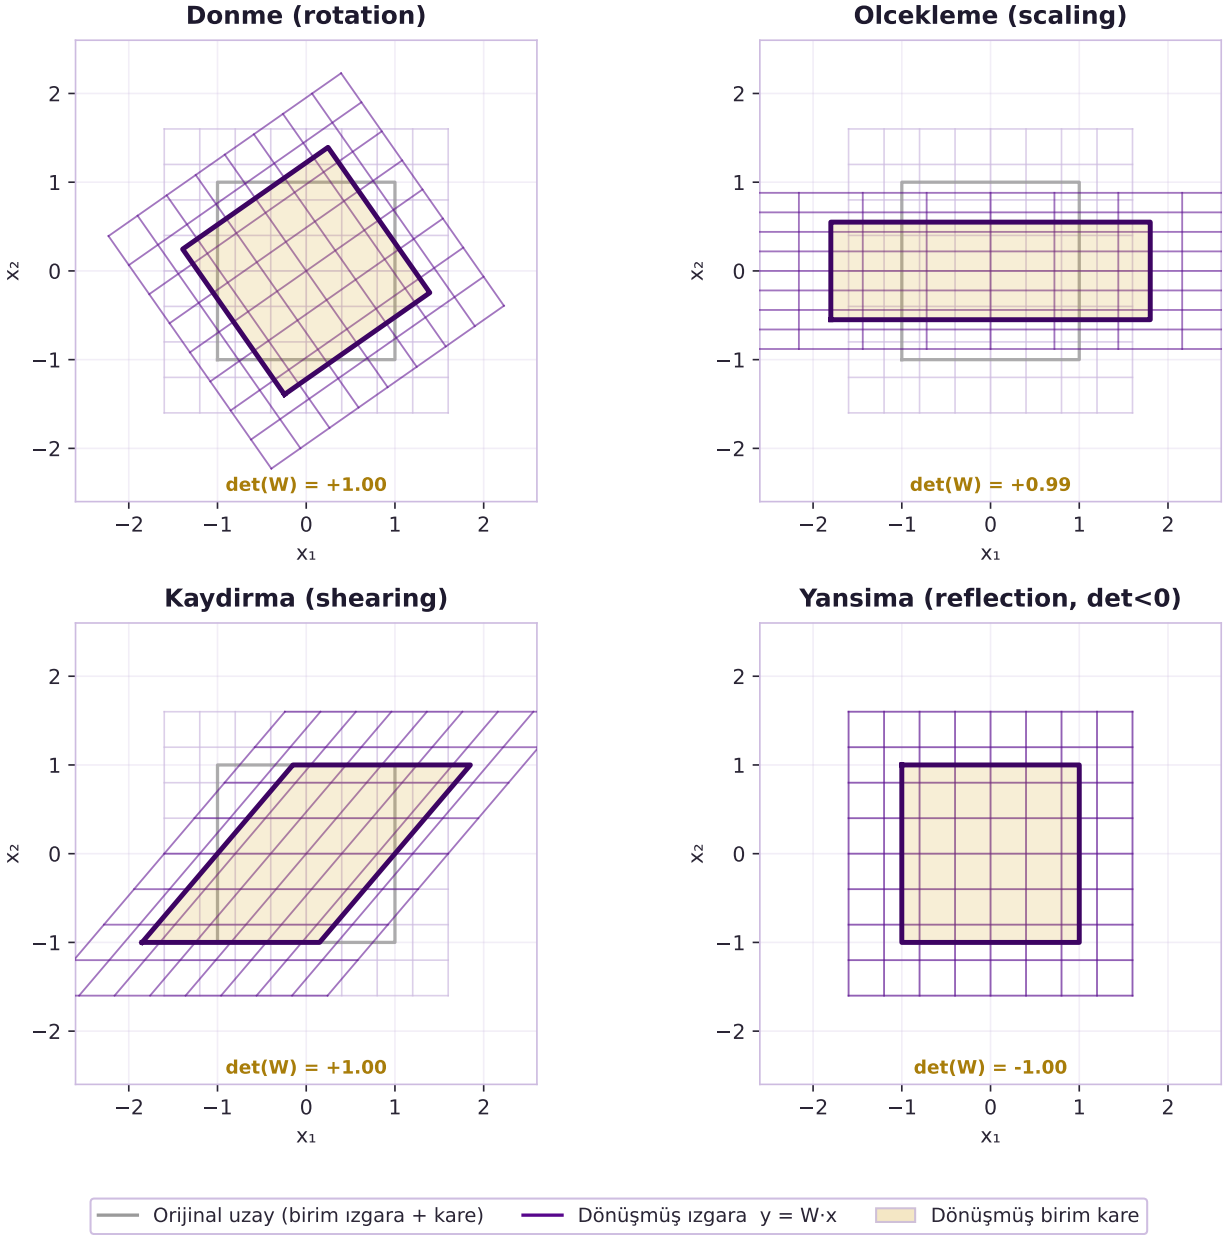 Donme (rotation)
2
1
0
−1
−2
x₂
det(W) = +1.00
−2 −1 0 1 2
x₁
Olcekleme (scaling)
2
1
0
−1
−2
x₂
det(W) = +0.99
−2 −1 0 1 2
x₁
Kaydirma (shearing)
2
1
0
−1
−2
x₂
det(W) = +1.00
−2 −1 0 1 2
x₁
Yansima (reflection, det<0)
2
1
0
−1
−2
x₂
det(W) = -1.00
−2 −1 0 1 2
x₁
Orijinal uzay (birim ızgara + kare) Dönüşmüş ızgara y = W·x Dönüşmüş birim kare